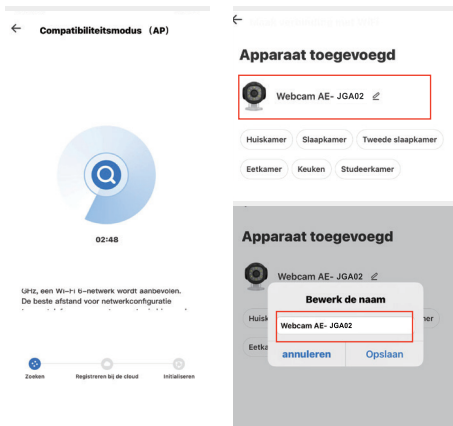 Compatibiliteitsmodus (AP)
02:48
GHz, een Wi-Fi 6-netwerk wordt aanbevolen.
De beste afstand voor netwerkconfiguratie
Zoeken
Registreren bij de cloud
Initialiseren
Apparaat toegevoegd
Webcam AE- JGA02
Huiskamer
Slaapkamer
Tweede slaapkamer
Eetkamer
Keuken
Studeerkamer
Apparaat toegevoegd
Webcam AE- JGA02
Bewerk de naam
Webcam AE- JGA02
annuleren
Opslaan